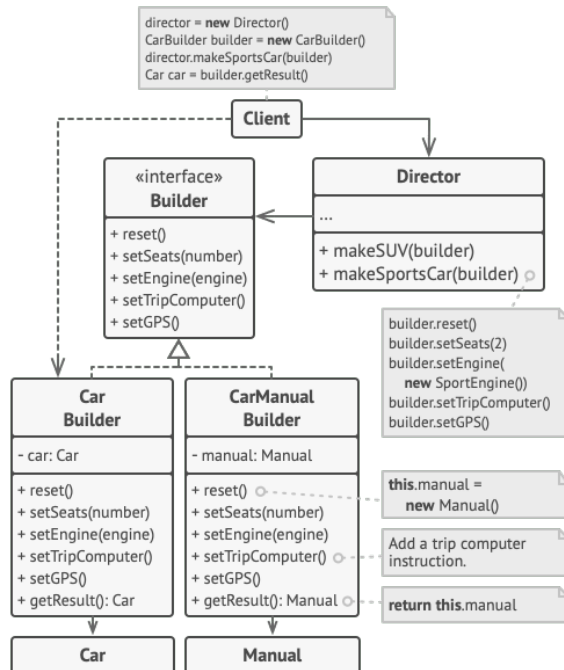 director = new Director()
CarBuilder builder = new CarBuilder()
director.makeSportsCar(builder)
Car car = builder.getResult()
Client
«interface»
Builder
+ reset()
+ setSeats(number)
+ setEngine(engine)
+ setTripComputer()
+ setGPS()
Director
...
+ makeSUV(builder)
+ makeSportsCar(builder)
builder.reset()
builder.setSeats(2)
builder.setEngine(
new SportEngine())
builder.setTripComputer()
builder.setGPS()
Car
Builder
- car: Car
+ reset()
+ setSeats(number)
+ setEngine(engine)
+ setTripComputer()
+ setGPS()
+ getResult(): Car
CarManual
Builder
- manual: Manual
+ reset()
+ setSeats(number)
+ setEngine(engine)
+ setTripComputer()
+ setGPS()
+ getResult(): Manual
this.manual =
new Manual()
Add a trip computer
instruction.
return this.manual
Car
Manual